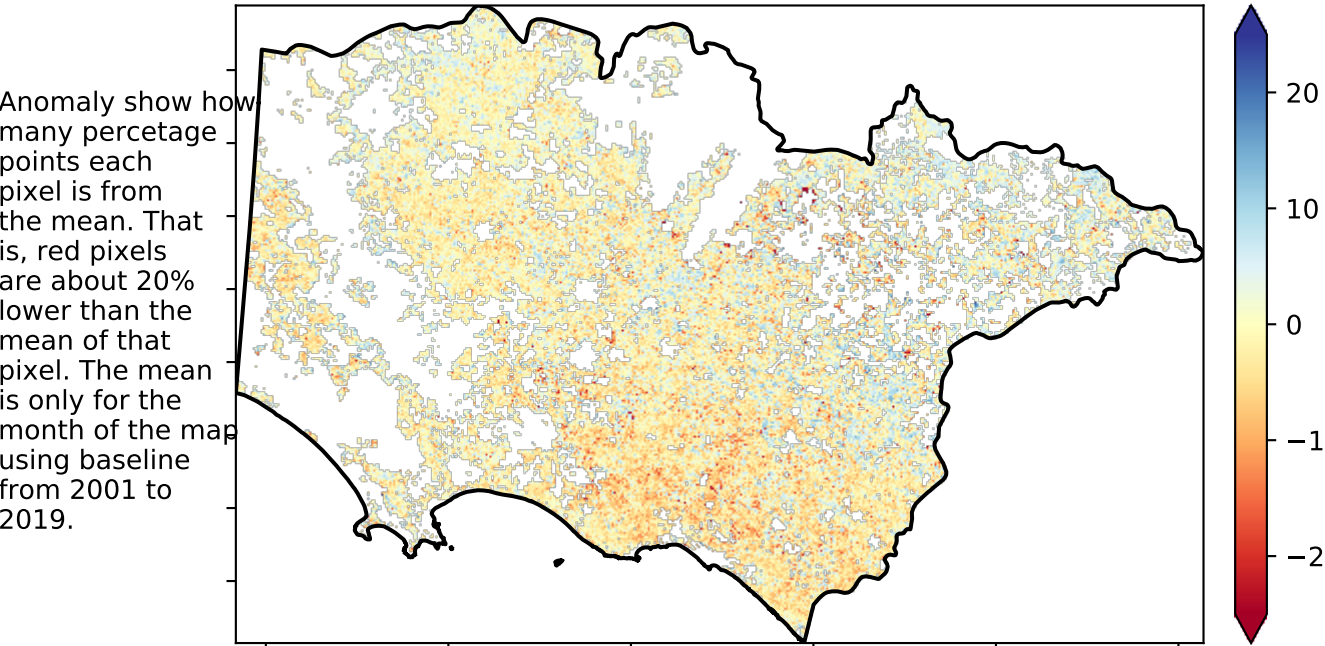 Anomaly show how
many percetage
points each
pixel is from
the mean. That
is, red pixels
are about 20%
lower than the
mean of that
pixel. The mean
is only for the
month of the map
using baseline
from 2001 to
2019.
20
10
0
−1
−2